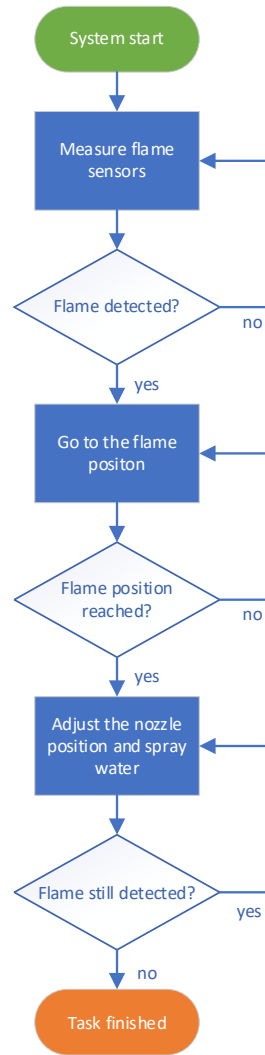 System start
Measure flame
sensors
Flame detected?
no
yes
Go to the flame
positon
Flame position
reached?
no
yes
Adjust the nozzle
position and spray
water
Flame still detected?
yes
no
Task finished